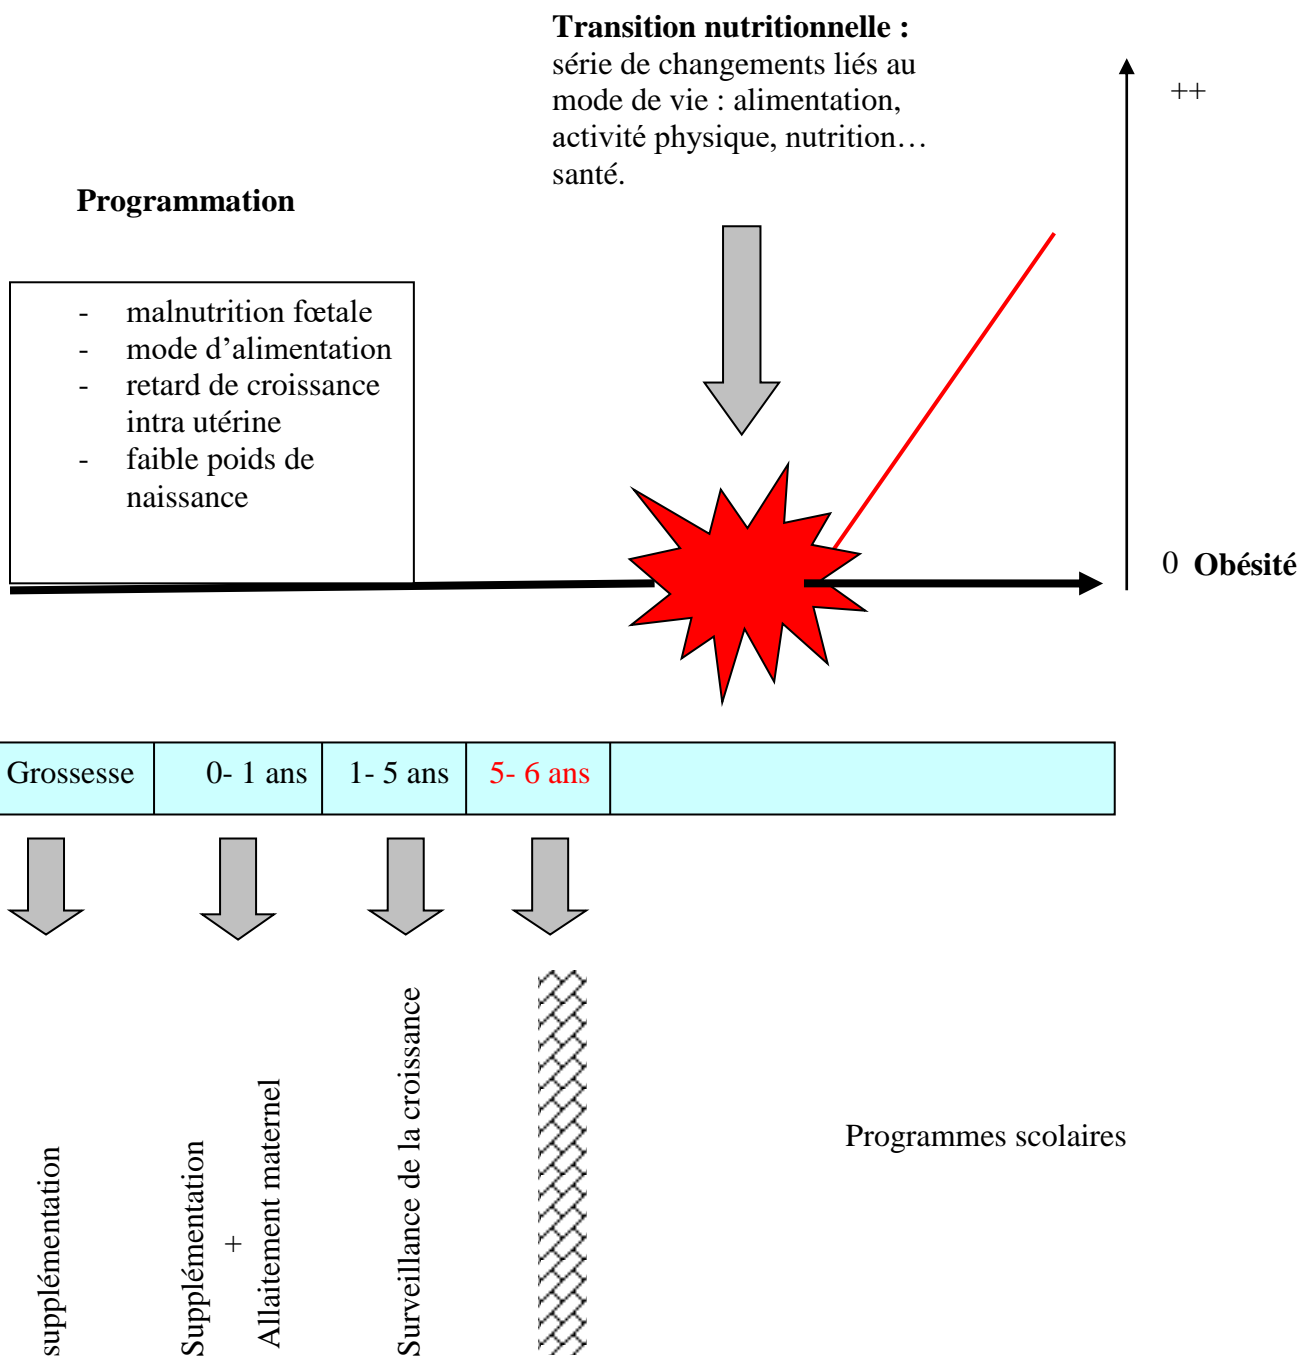 Transition nutritionnelle :
série de changements liés au
mode de vie : alimentation,
activité physique, nutrition…
santé.
++
Programmation
- malnutrition fœtale
- mode d’alimentation
- retard de croissance
intra utérine
- faible poids de
naissance
0 Obésité
Grossesse
0- 1 ans
1- 5 ans
5- 6 ans
supplémentation
Supplémentation
+
Allaitement maternel
Surveillance de la croissance
Programmes scolaires